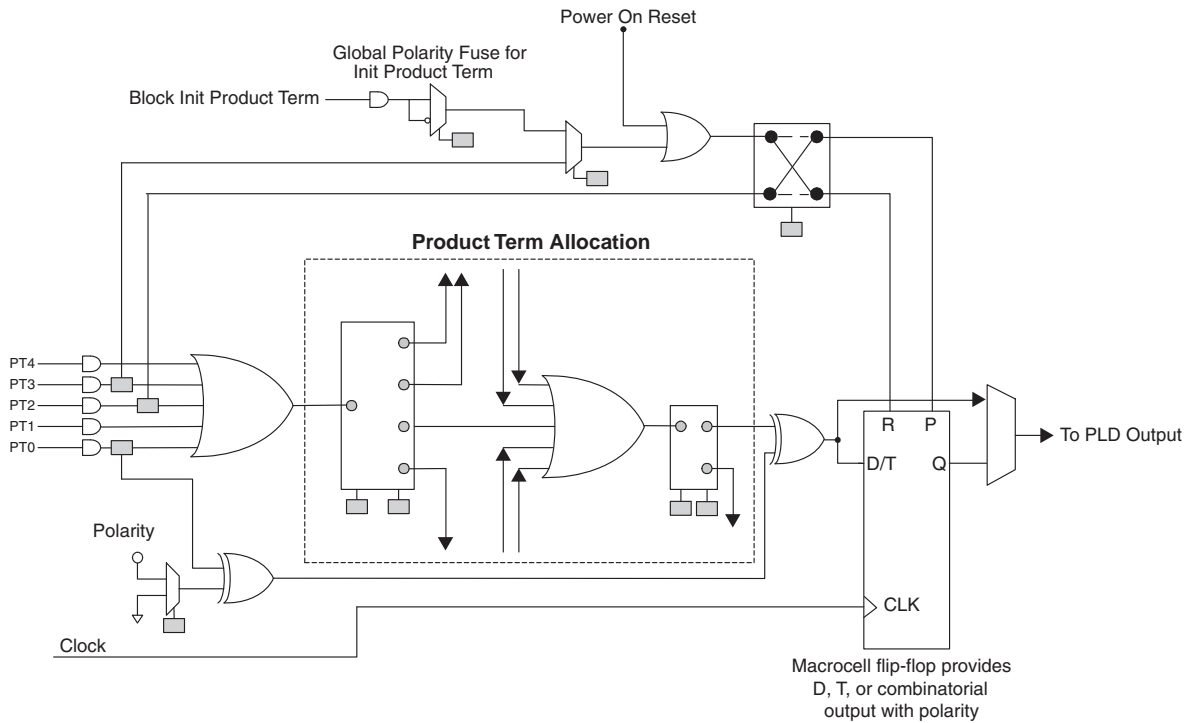 Power On Reset
Global Polarity Fuse for
Init Product Term
Block Init Product Term
Product Term Allocation
PT4
PT3
PT2
PT1
PT0
R P
D/T Q
To PLD Output
Polarity
CLK
Clock
Macrocell flip-flop provides
D, T, or combinatorial
output with polarity